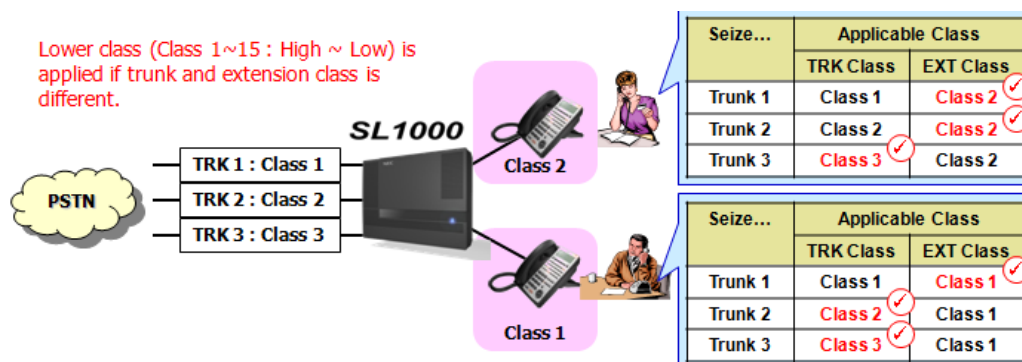 Lower class (Class 1~15 : High ~ Low) is
applied if trunk and extension class is
different.
PSTN
TRK 1 : Class 1
TRK 2 : Class 2
TRK 3 : Class 3
SL1000
Class 2
Class 1
Seize... Applicable Class
TRK Class EXT Class
Trunk 1 Class 1 Class 2
Trunk 2 Class 2 Class 2
Trunk 3 Class 3 Class 2
Seize... Applicable Class
TRK Class EXT Class
Trunk 1 Class 1 Class 1
Trunk 2 Class 2 Class 1
Trunk 3 Class 3 Class 1